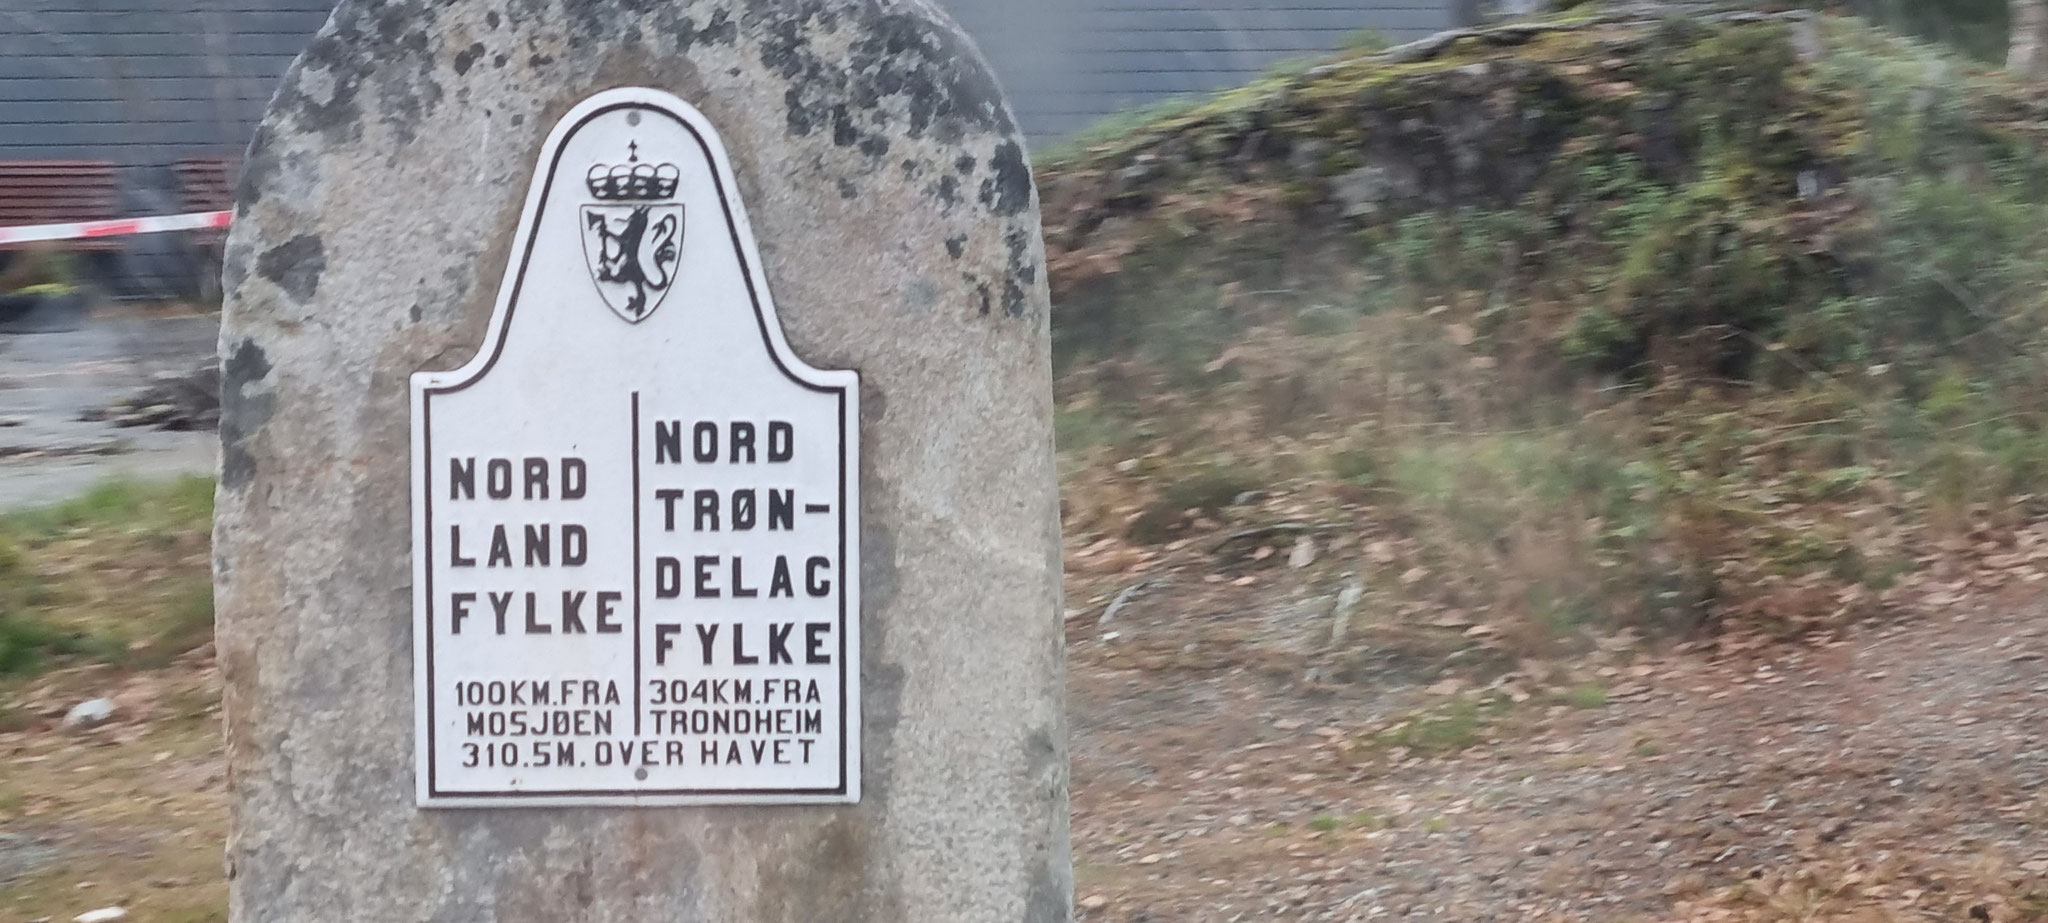 NORD
LAND
FYLKE
100KM.FRA
MOSJØEN
NORD
TRØN-
DELAG
FYLKE
304KM.FRA
TRONDHEIM
310.5M. OVER HAVET